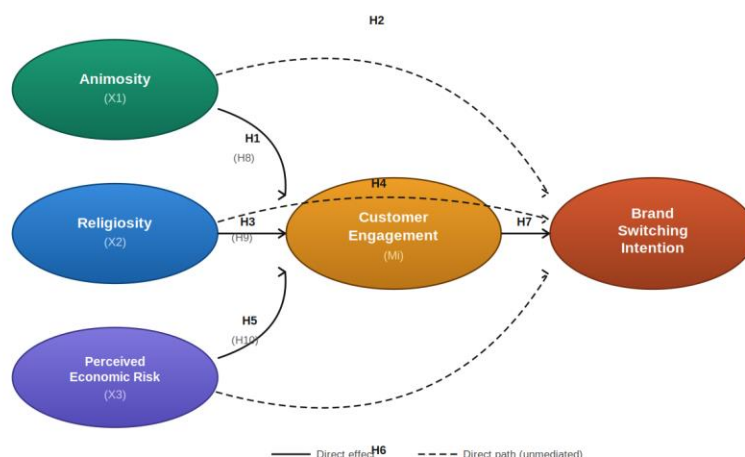 H2
Animosity
(X1)
H1
(H8)
H4
Religiosity
(X2)
H3
(H9)
Customer
Engagement
(Mi)
H7
Brand
Switching
Intention
H5
(H10)
Perceived
Economic Risk
(X3)
H6
Direct effect
Direct path (unmediated)